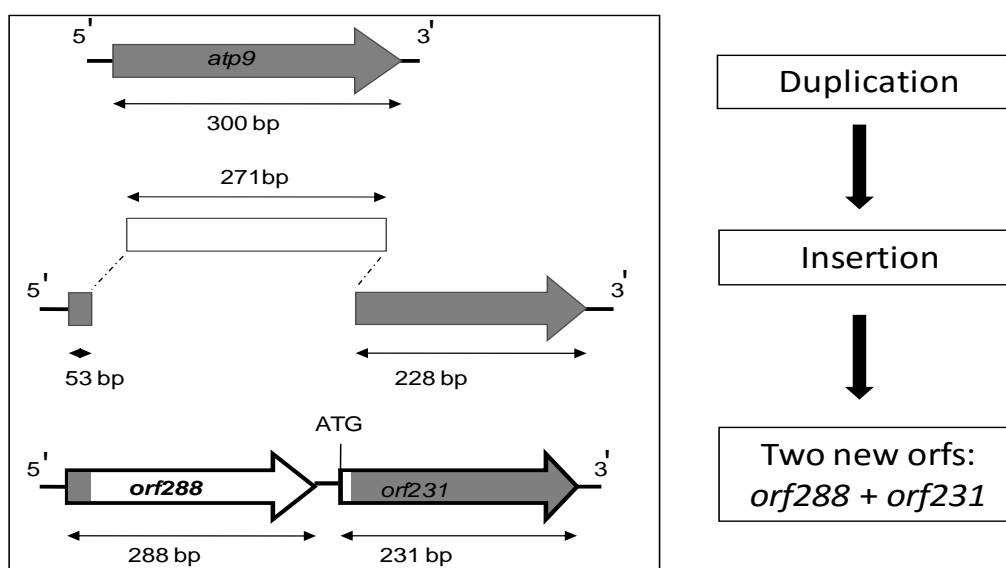 5' 3'
atp9
300 bp
271bp
5' 3'
53 bp 228 bp
ATG
5' 3'
orf288 orf231
288 bp 231 bp
Duplication
Insertion
Two new orfs:
orf288 + orf231